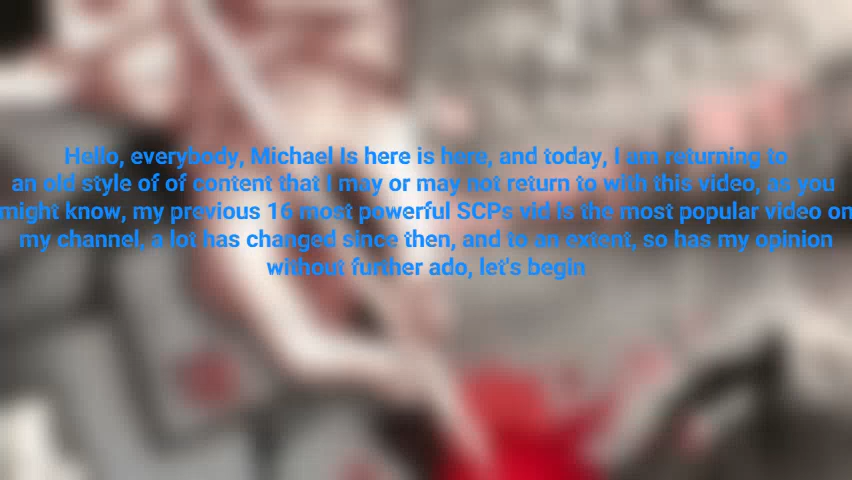 Hello, everybody, Michael Is here is here, and today, I am returning to
an old style of of content that I may or may not return to with this video, as you
might know, my previous 16 most powerful SCPs vid is the most popular video on
my channel, a lot has changed since then, and to an extent, so has my opinion
without further ado, let's begin